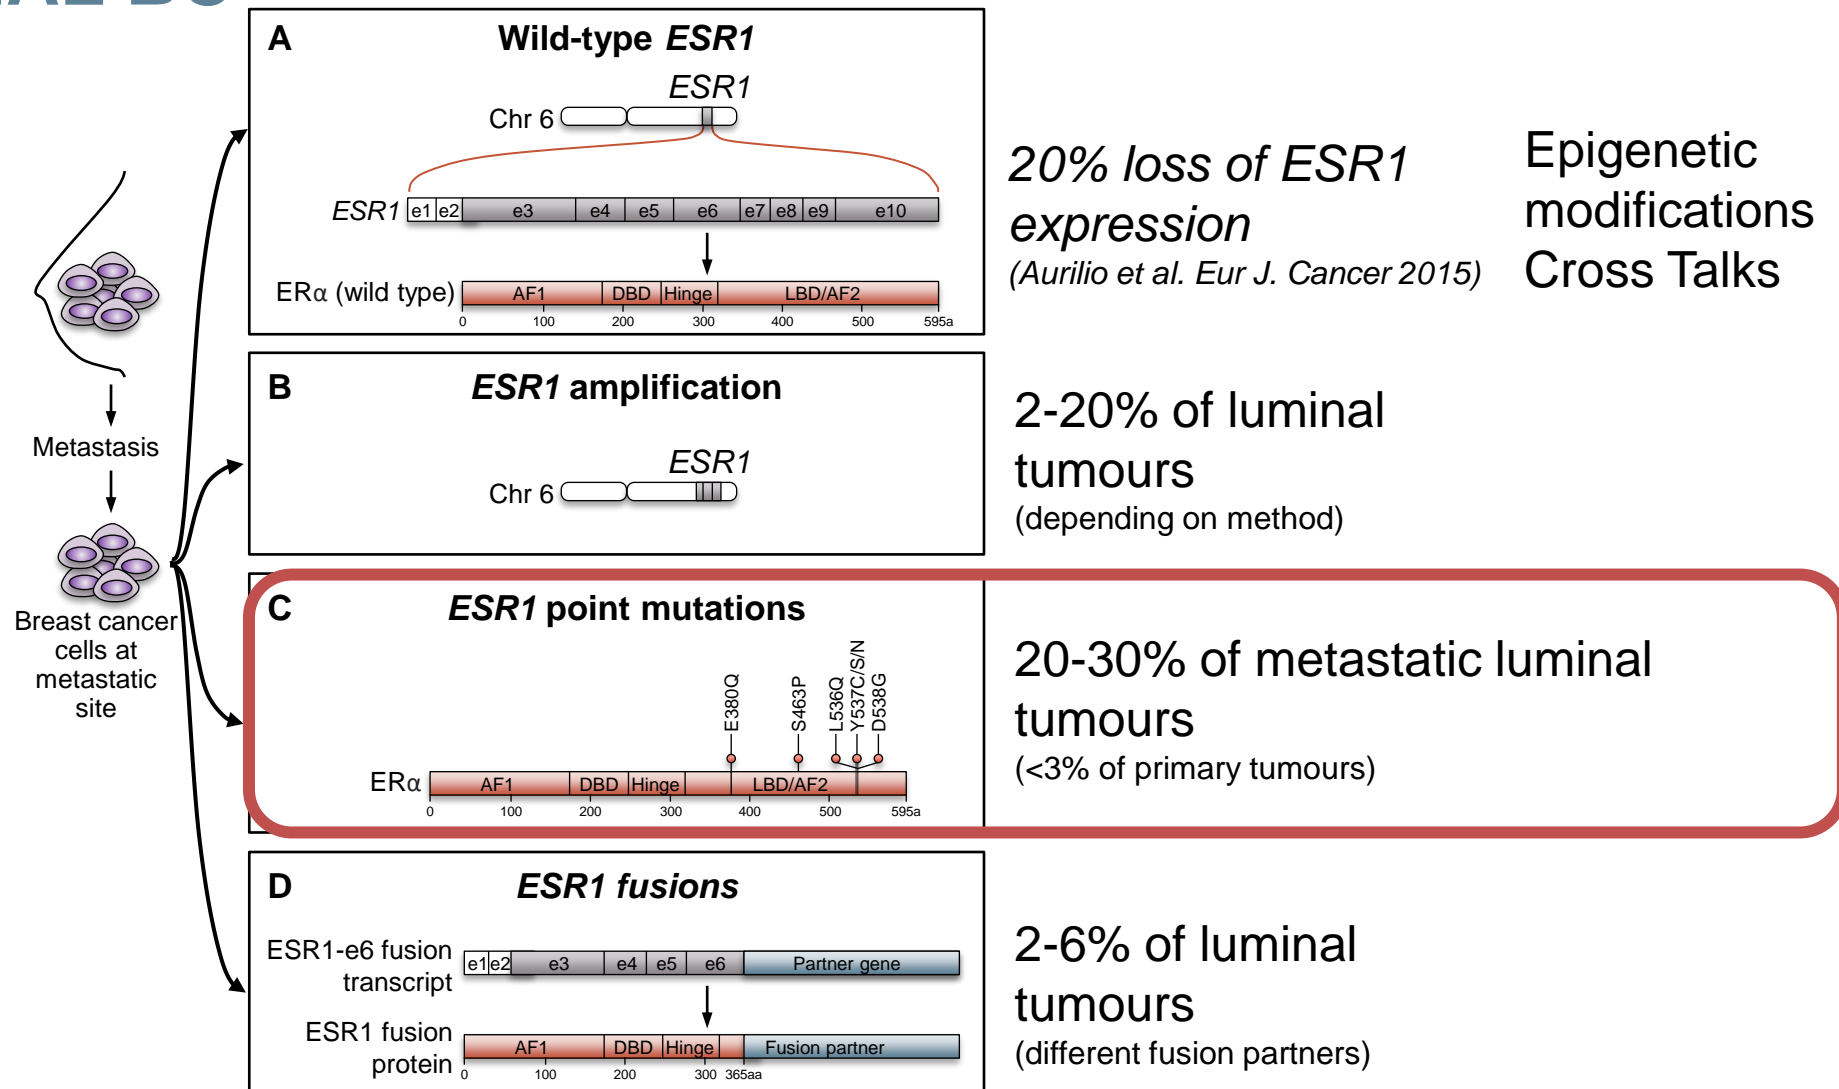 Metastasis
Breast cancer
cells at
metastatic
site
A
Wild-type ESR1
ESR1
Chr 6
ESR1 e1 e2 e3 e4 e5 e6 e7 e8 e9 e10
ERα (wild type) AF1 DBD Hinge LBD/AF2
0 100 200 300 400 500 595a
20% loss of ESR1
expression
(Aurilio et al. Eur J. Cancer 2015)
Epigenetic
modifications
Cross Talks
B
ESR1 amplification
ESR1
Chr 6
2-20% of luminal
tumours
(depending on method)
C
ESR1 point mutations
E380Q
S463P
L536Q
Y537C/S/N
D538G
ERα AF1 DBD Hinge LBD/AF2
0 100 200 300 400 500 595a
20-30% of metastatic luminal
tumours
(<3% of primary tumours)
D
ESR1 fusions
ESR1-e6 fusion
transcript
e1 e2 e3 e4 e5 e6 Partner gene
ESR1 fusion
protein
AF1 DBD Hinge Fusion partner
0 100 200 300 365aa
2-6% of luminal
tumours
(different fusion partners)